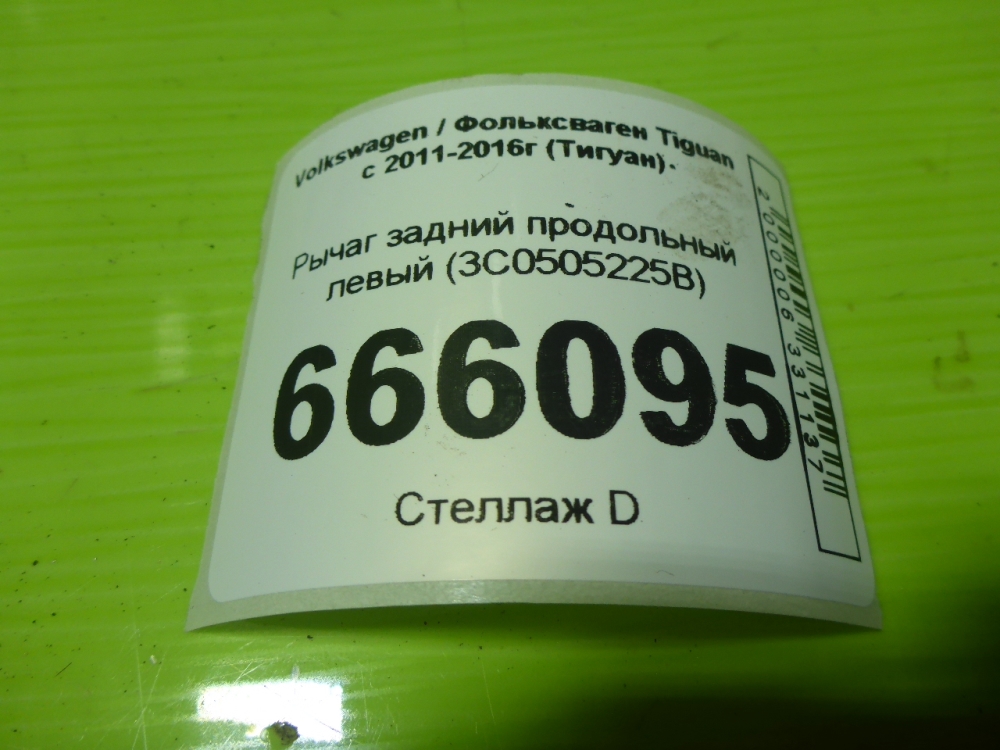 Volkswagen / Фольксваген Tiguan
с 2011-2016г (Тигуан)
Рычаг задний продольный
левый (3C0505225B)
666095
Стеллаж D
2000006331137